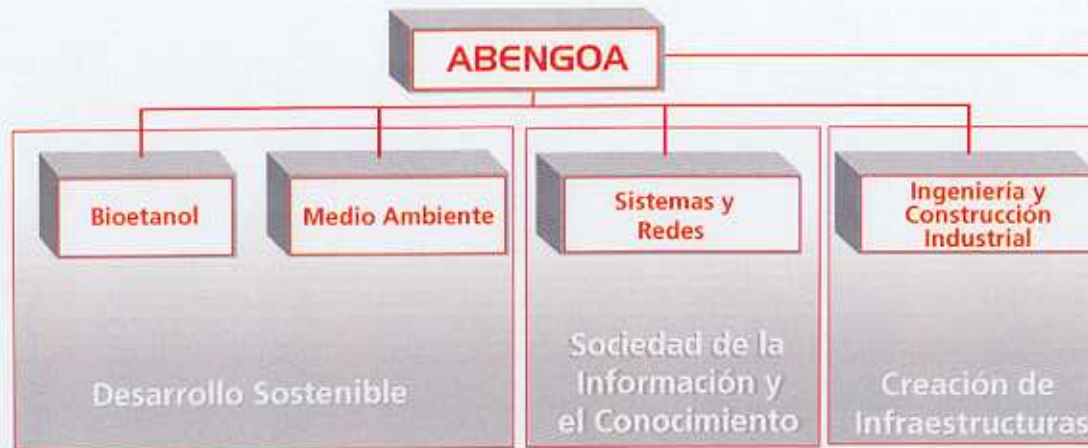 ABENGOA
Bioetanol
Medio Ambiente
Sistemas y
Redes
Ingeniería y
Construcción
Industrial
Desarrollo Sostenible
Sociedad de la
Información y
el Conocimiento
Creación de
Infraestructuras